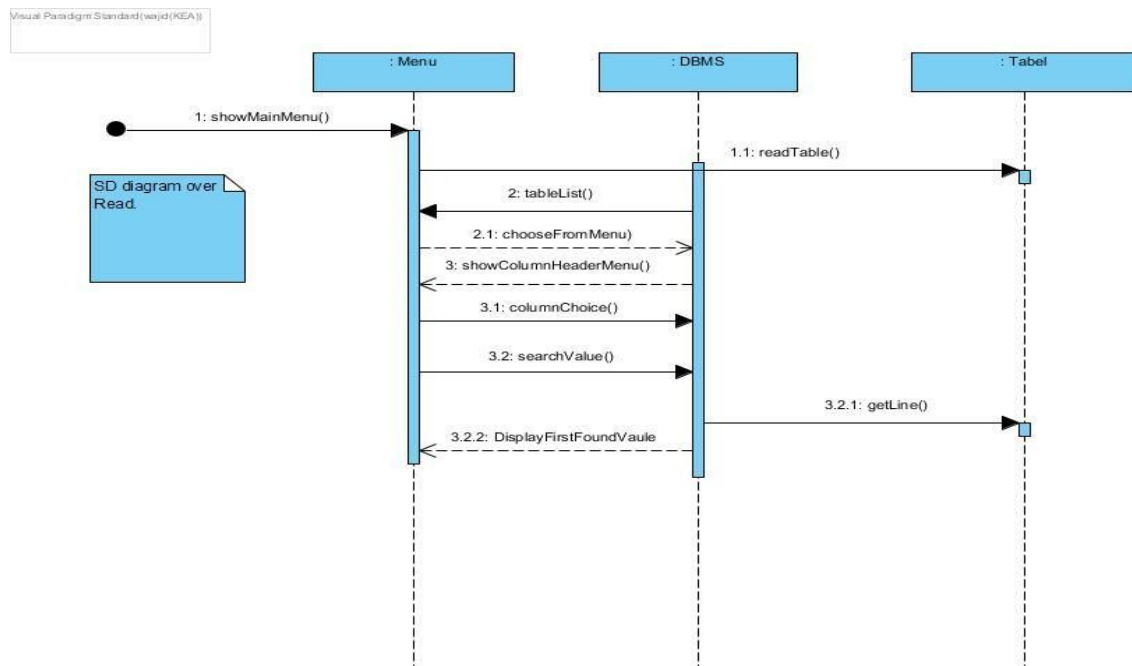 Visual Paradigm Standard(wajid(KEA))
: Menu
: DBMS
: Tabel
1: showMainMenu()
1.1: readTable()
SD diagram over
Read.
2: tableList()
2.1: chooseFromMenu)
3: showColumnHeaderMenu()
3.1: columnChoice()
3.2: searchValue()
3.2.1: getLine()
3.2.2: DisplayFirstFoundVaule